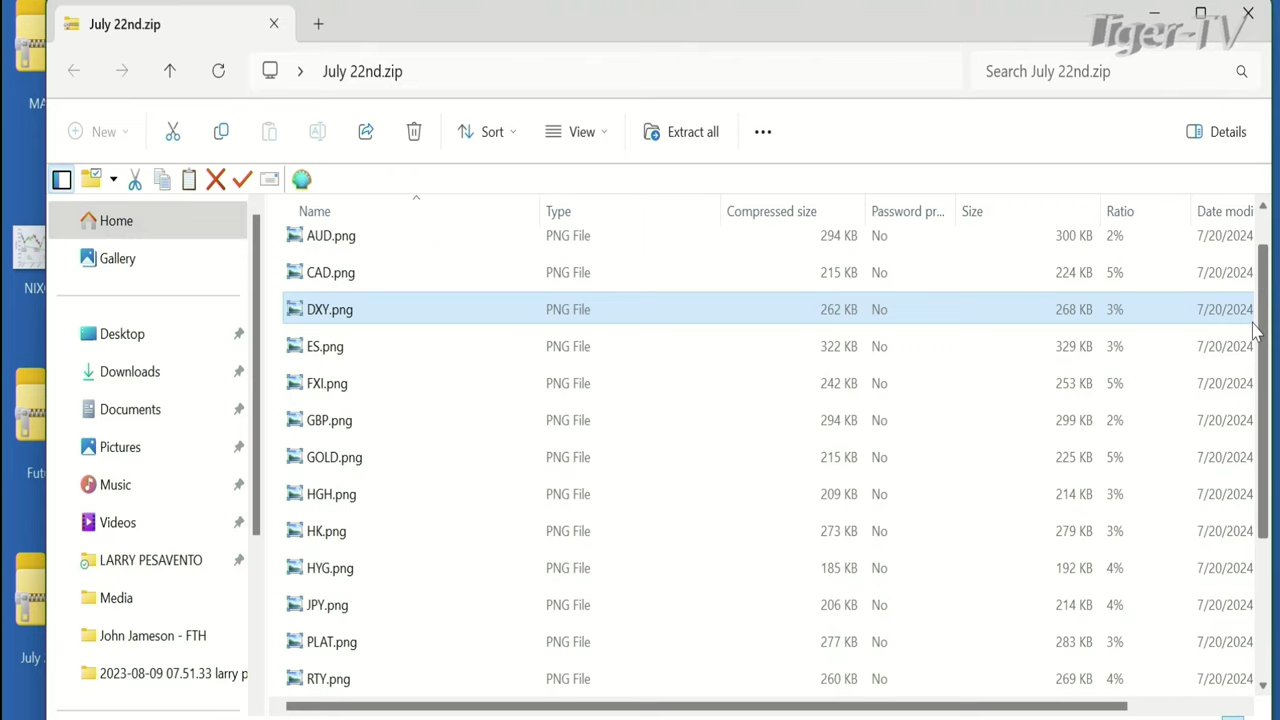 July 22nd.zip
Tiger-TV
July 22nd.zip
Search July 22nd.zip
New
Sort
View
Extract all
Details
Name
Type
Compressed size
Password pr...
Size
Ratio
Date modi
AUD.png PNG File 294 KB No 300 KB 2% 7/20/2024
CAD.png PNG File 215 KB No 224 KB 5% 7/20/2024
DXY.png PNG File 262 KB No 268 KB 3% 7/20/2024
ES.png PNG File 322 KB No 329 KB 3% 7/20/2024
FXI.png PNG File 242 KB No 253 KB 5% 7/20/2024
GBP.png PNG File 294 KB No 299 KB 2% 7/20/2024
GOLD.png PNG File 215 KB No 225 KB 5% 7/20/2024
HGH.png PNG File 209 KB No 214 KB 3% 7/20/2024
HK.png PNG File 273 KB No 279 KB 3% 7/20/2024
HYG.png PNG File 185 KB No 192 KB 4% 7/20/2024
JPY.png PNG File 206 KB No 214 KB 4% 7/20/2024
PLAT.png PNG File 277 KB No 283 KB 3% 7/20/2024
RTY.png PNG File 260 KB No 269 KB 4% 7/20/2024
Home
Gallery
Desktop
Downloads
Documents
Pictures
Music
Videos
LARRY PESAVENTO
Media
John Jameson - FTH
2023-08-09 07.51.33 larry p
MA
NIX
Fut
July 2